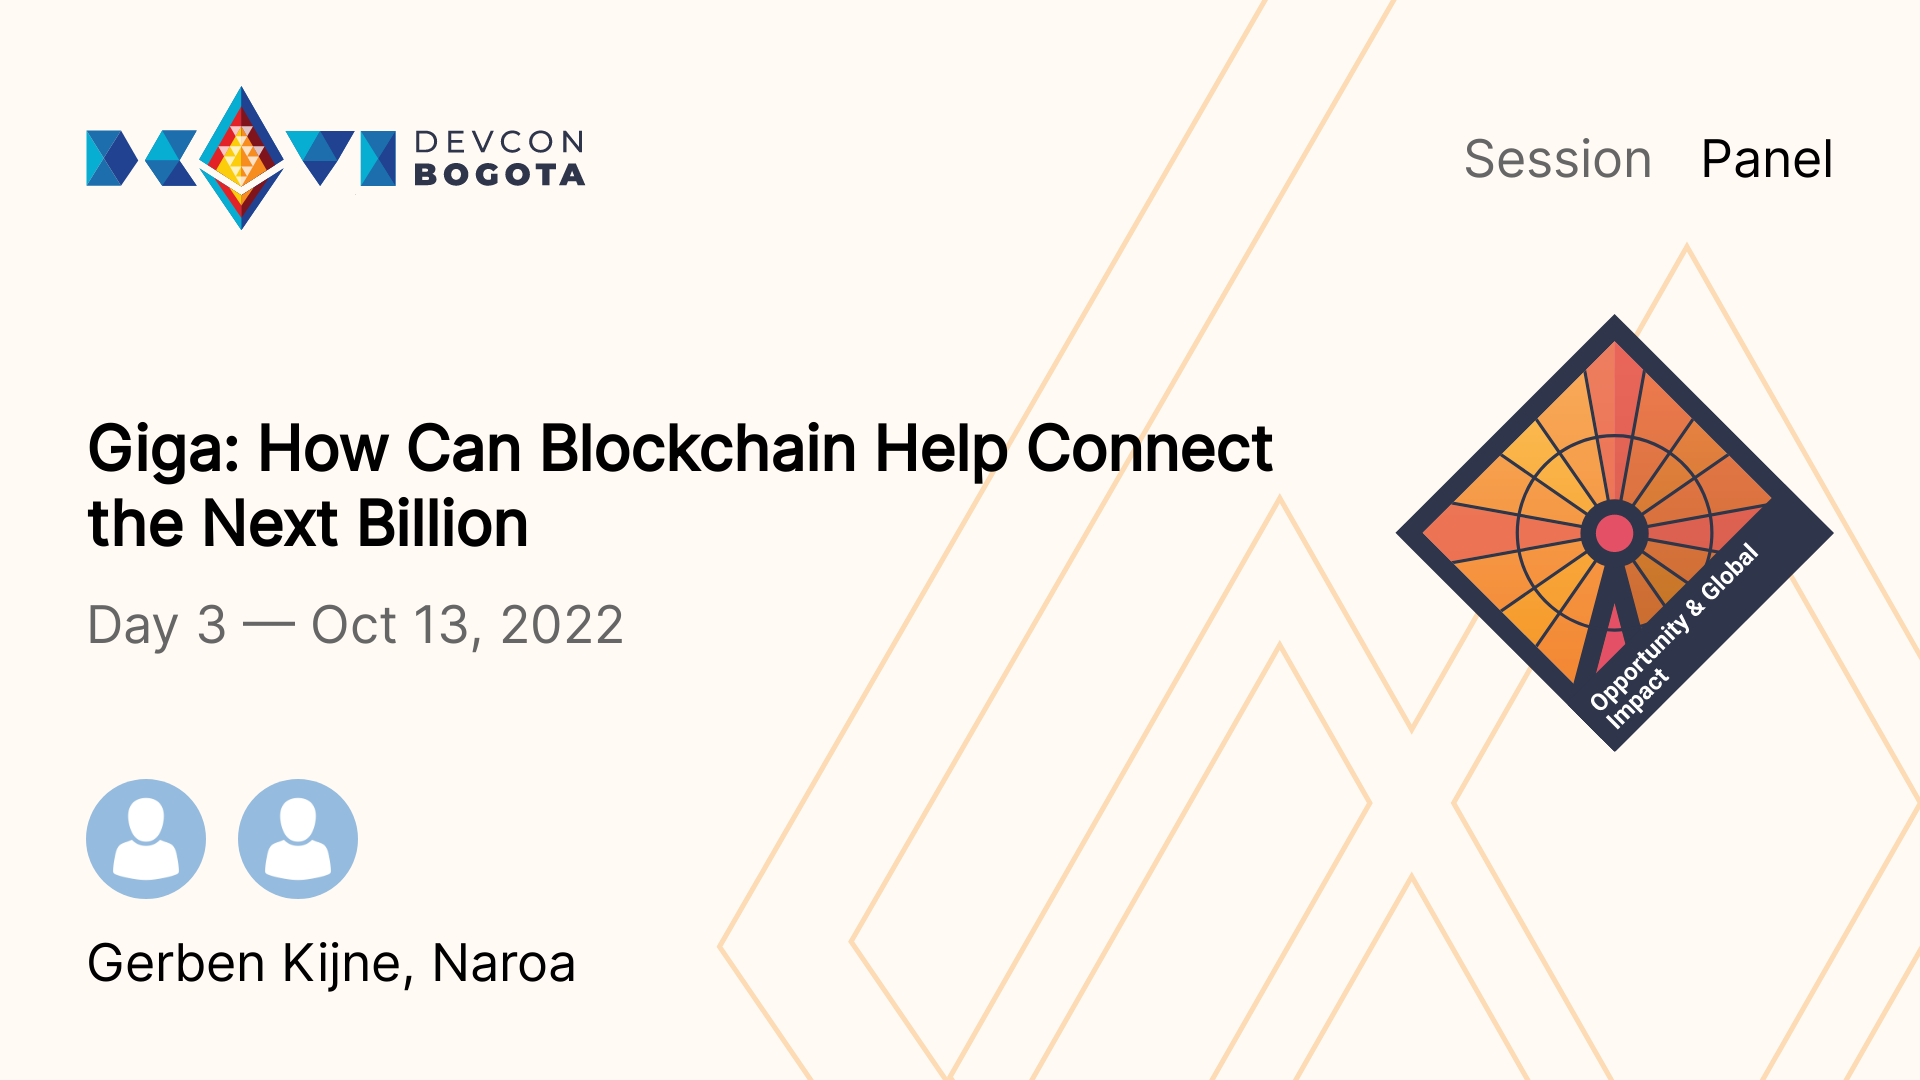 DEVCON
BOGOTA
Session Panel
Giga: How Can Blockchain Help Connect
the Next Billion
Day 3 — Oct 13, 2022
Opportunity & Global
Impact
Gerben Kijne, Naroa